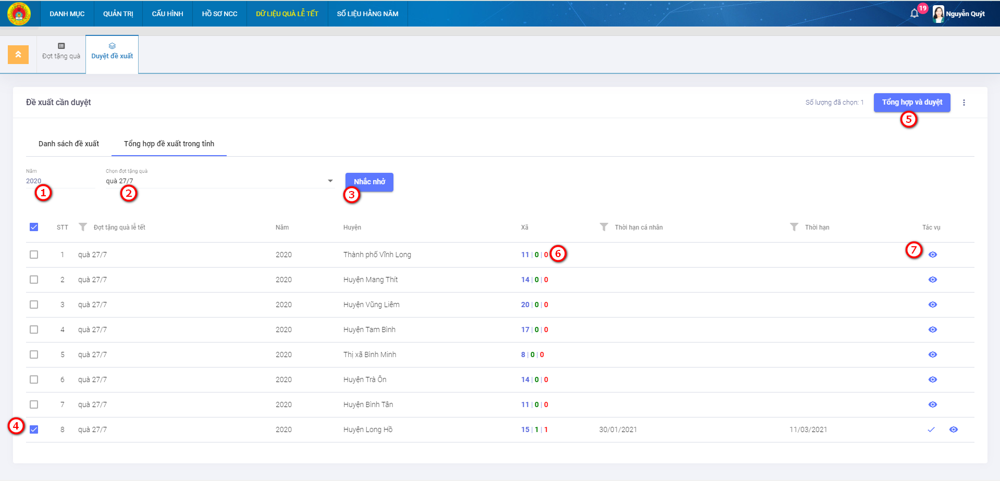 DANH MỤC
QUẢN TRỊ
CẤU HÌNH
HỒ SƠ NCC
DỮ LIỆU QUÀ LỄ TẾT
SỐ LIỆU HẰNG NĂM
19
Nguyễn Quýt
Đợt tặng quà
Duyệt đề xuất
Đề xuất cần duyệt
Số lượng đã chọn: 1
Tổng hợp và duyệt
5
Danh sách đề xuất
Tổng hợp đề xuất trong tỉnh
Năm
2020
1
Chọn đợt tặng quà
quà 27/7
2
Nhắc nhở
3
STT Đợt tặng quà lễ tết Năm Huyện Xã Thời hạn cá nhân Thời hạn Tác vụ
1 quà 27/7 2020 Thành phố Vĩnh Long 11 | 0 | 0 6 7
2 quà 27/7 2020 Huyện Mang Thít 14 | 0 | 0
3 quà 27/7 2020 Huyện Vũng Liêm 20 | 0 | 0
4 quà 27/7 2020 Huyện Tam Bình 17 | 0 | 0
5 quà 27/7 2020 Thị xã Bình Minh 8 | 0 | 0
6 quà 27/7 2020 Huyện Trà Ôn 14 | 0 | 0
7 quà 27/7 2020 Huyện Bình Tân 11 | 0 | 0
4 8 quà 27/7 2020 Huyện Long Hồ 15 | 1 | 1 30/01/2021 11/03/2021